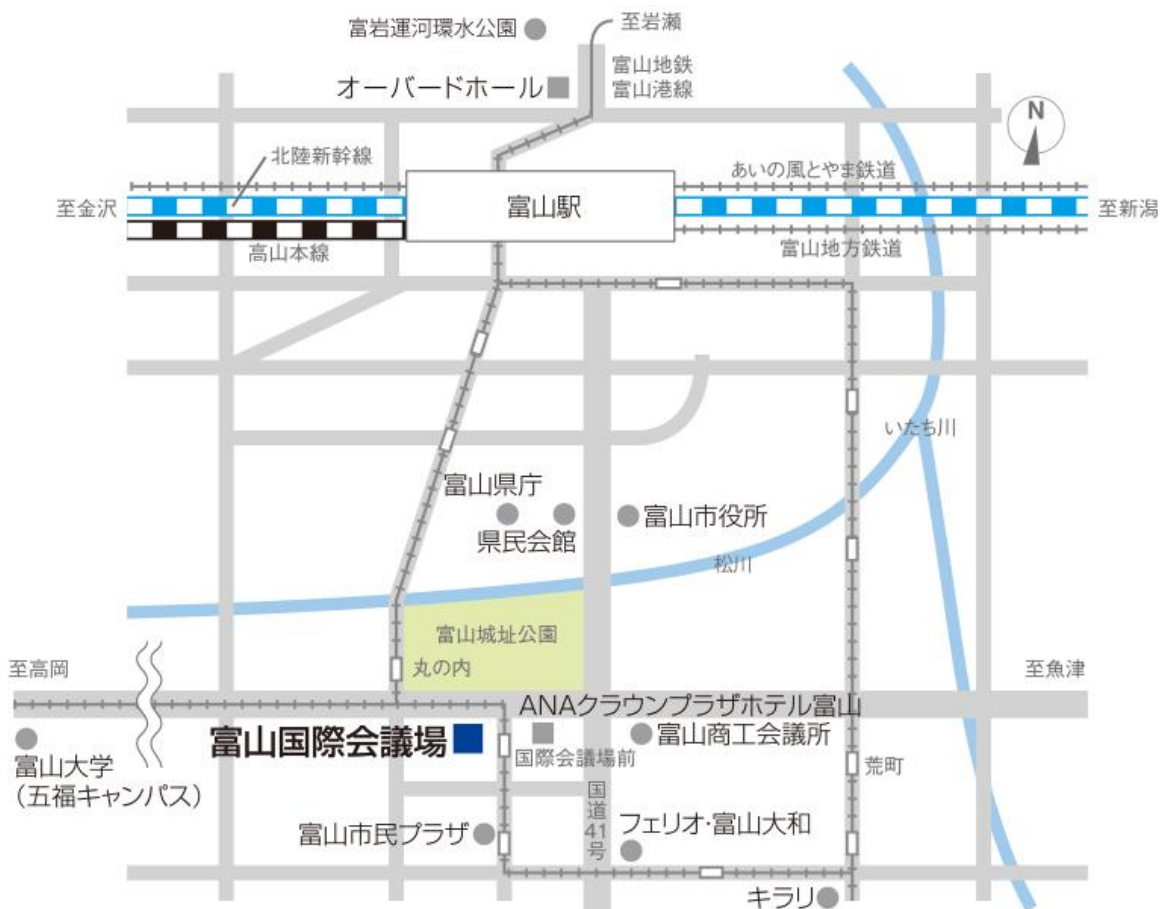 富岩運河環水公園
至岩瀬
富山地鉄
富山港線
オーバードホール
N
北陸新幹線
あいの風とやま鉄道
至金沢
富山駅
至新潟
高山本線
富山地方鉄道
いたち川
富山県庁
県民会館
富山市役所
松川
富山城址公園
至高岡
丸の内
至魚津
ANAクラウンプラザホテル富山
富山国際会議場
富山商工会議所
国際会議場前
富山大学
(五福キャンパス)
荒町
国道41号
富山市民プラザ
フェリオ・富山大和
キラリ